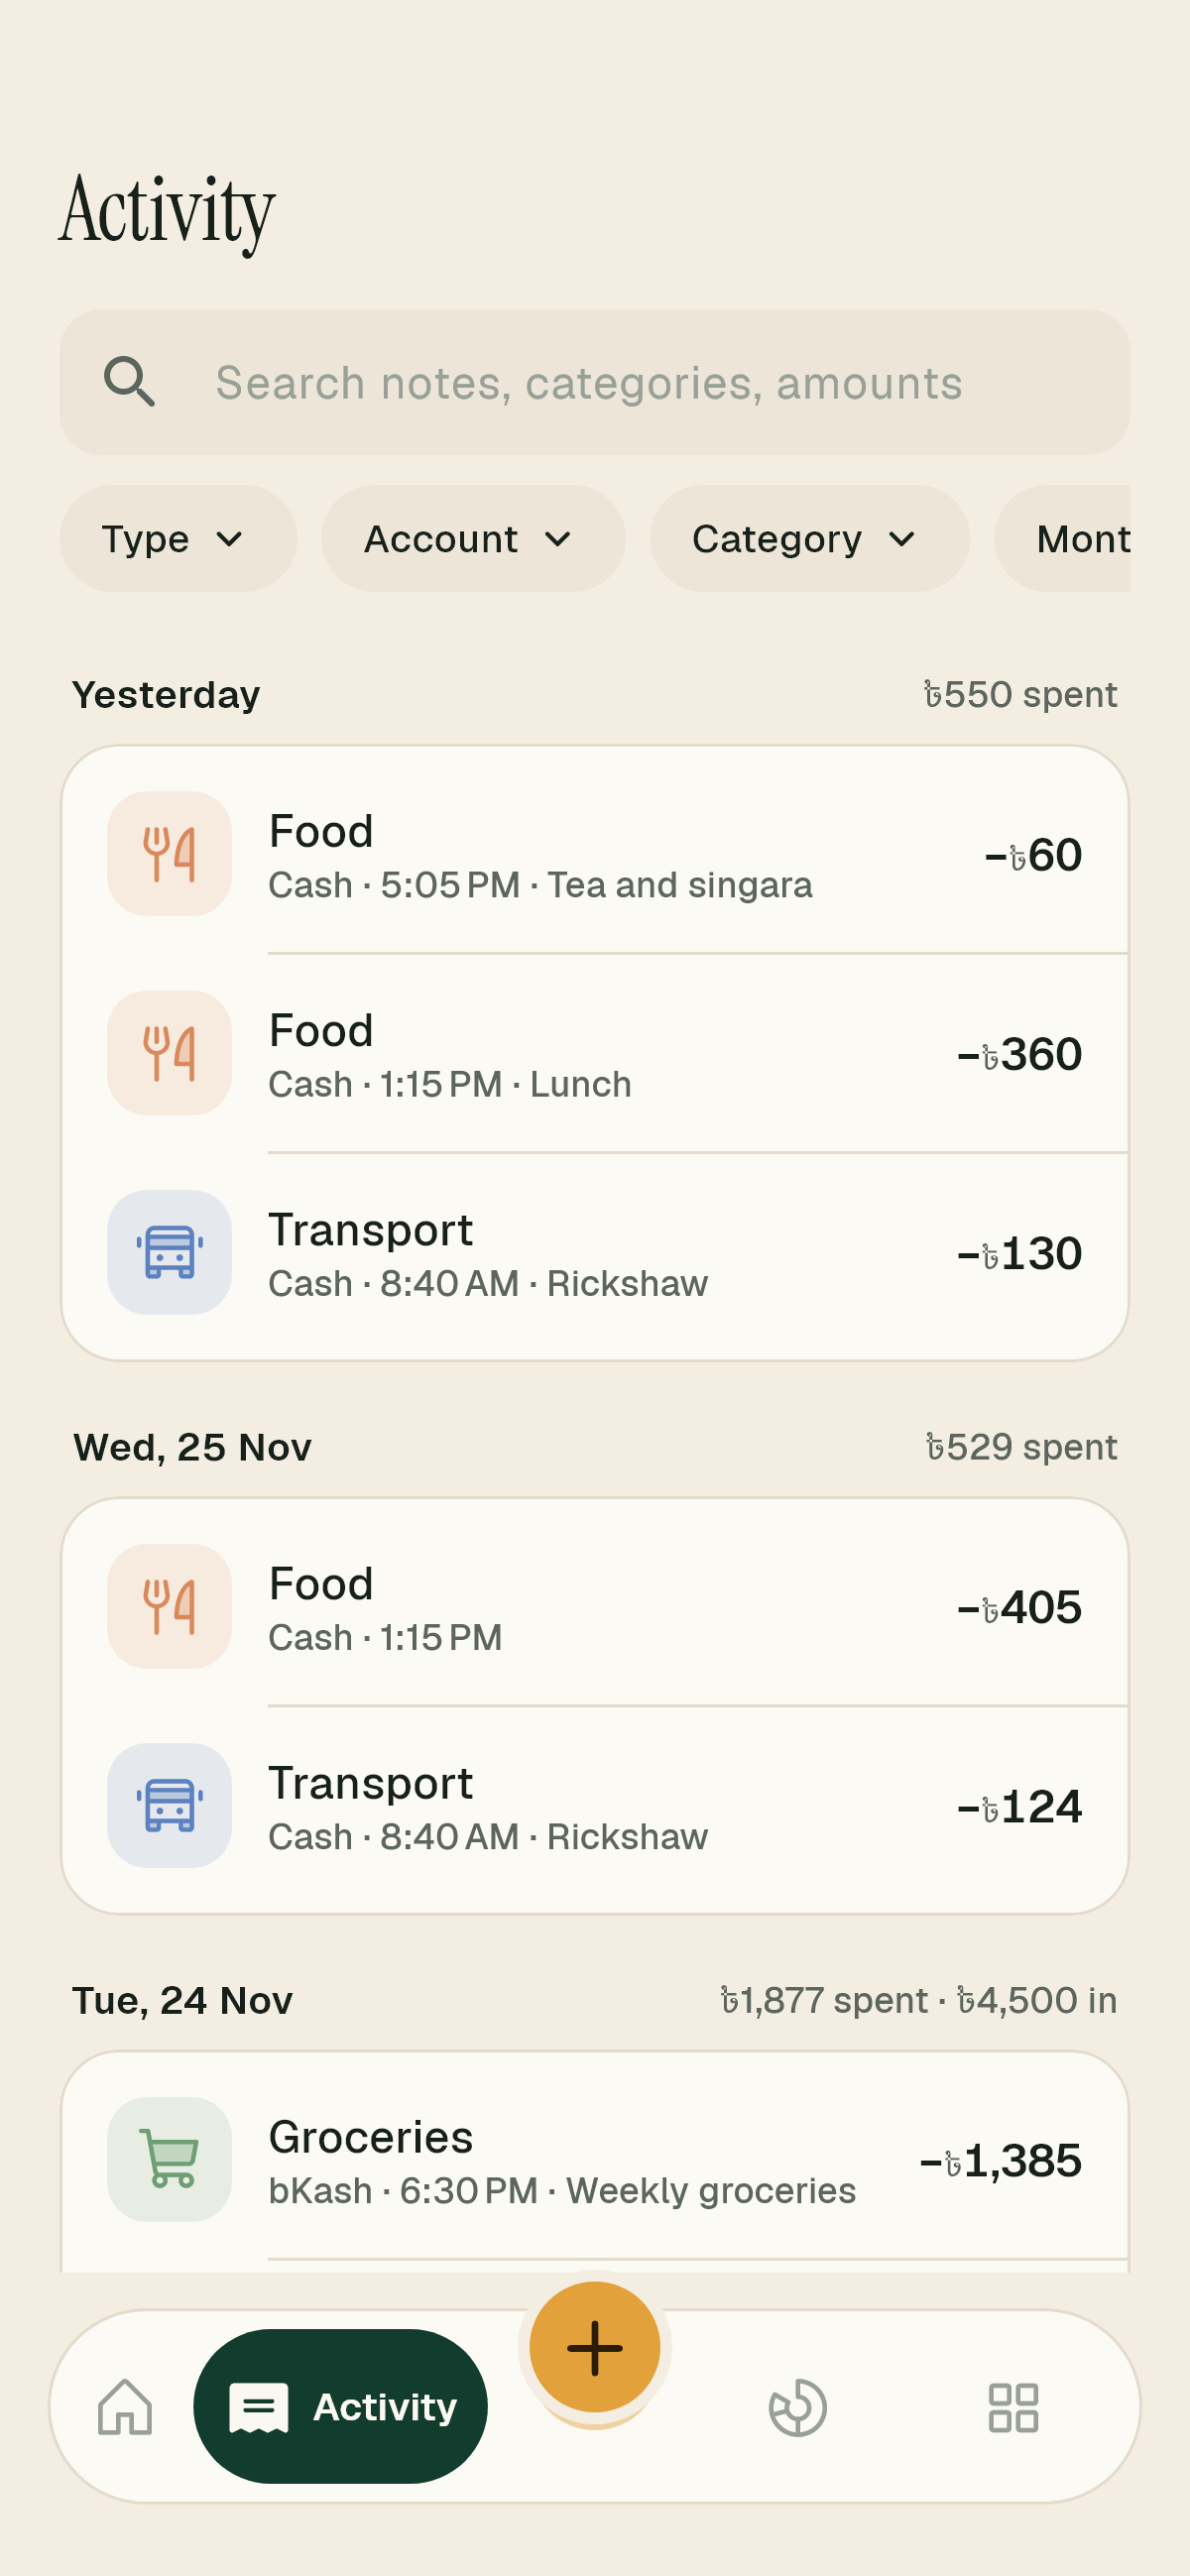 Activity
Search notes, categories, amounts
Type Account Category Mont
Yesterday ৳550 spent
Food
Cash · 5:05 PM · Tea and singara
−৳60
Food
Cash · 1:15 PM · Lunch
−৳360
Transport
Cash · 8:40 AM · Rickshaw
−৳130
Wed, 25 Nov ৳529 spent
Food
Cash · 1:15 PM
−৳405
Transport
Cash · 8:40 AM · Rickshaw
−৳124
Tue, 24 Nov ৳1,877 spent · ৳4,500 in
Groceries
bKash · 6:30 PM · Weekly groceries
−৳1,385
Activity